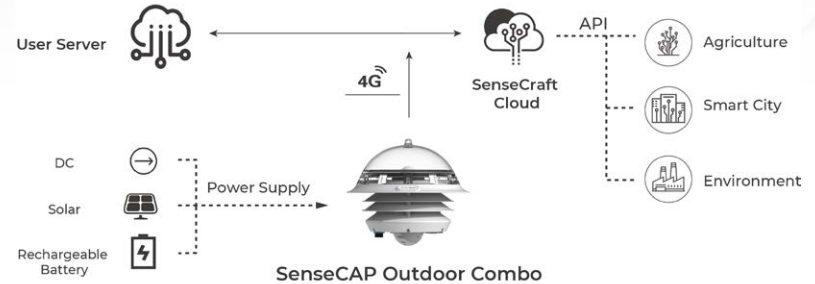 User Server
4G
SenseCraft
Cloud
API
Agriculture
Smart City
Environment
DC
Solar
Rechargeable
Battery
Power Supply
SenseCAP Outdoor Combo